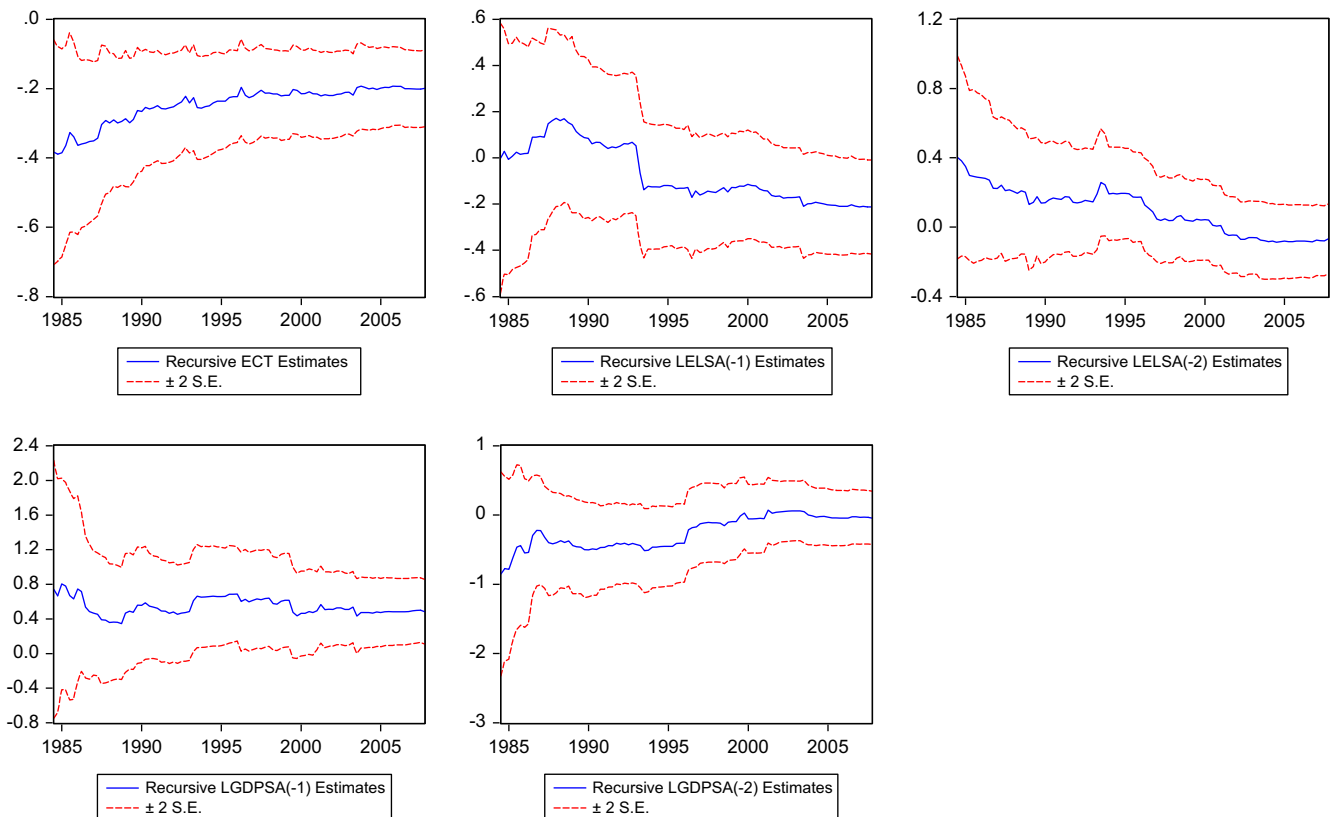 .0
-.2
-.4
-.6
-.8
1985 1990 1995 2000 2005
Recursive ECT Estimates
± 2 S.E.
.6
.4
.2
.0
-.2
-.4
-.6
1985 1990 1995 2000 2005
Recursive LELSA(-1) Estimates
± 2 S.E.
1.2
0.8
0.4
0.0
-0.4
1985 1990 1995 2000 2005
Recursive LELSA(-2) Estimates
± 2 S.E.
2.4
2.0
1.6
1.2
0.8
0.4
0.0
-0.4
-0.8
1985 1990 1995 2000 2005
Recursive LGDPSA(-1) Estimates
± 2 S.E.
1
0
-1
-2
-3
1985 1990 1995 2000 2005
Recursive LGDPSA(-2) Estimates
± 2 S.E.